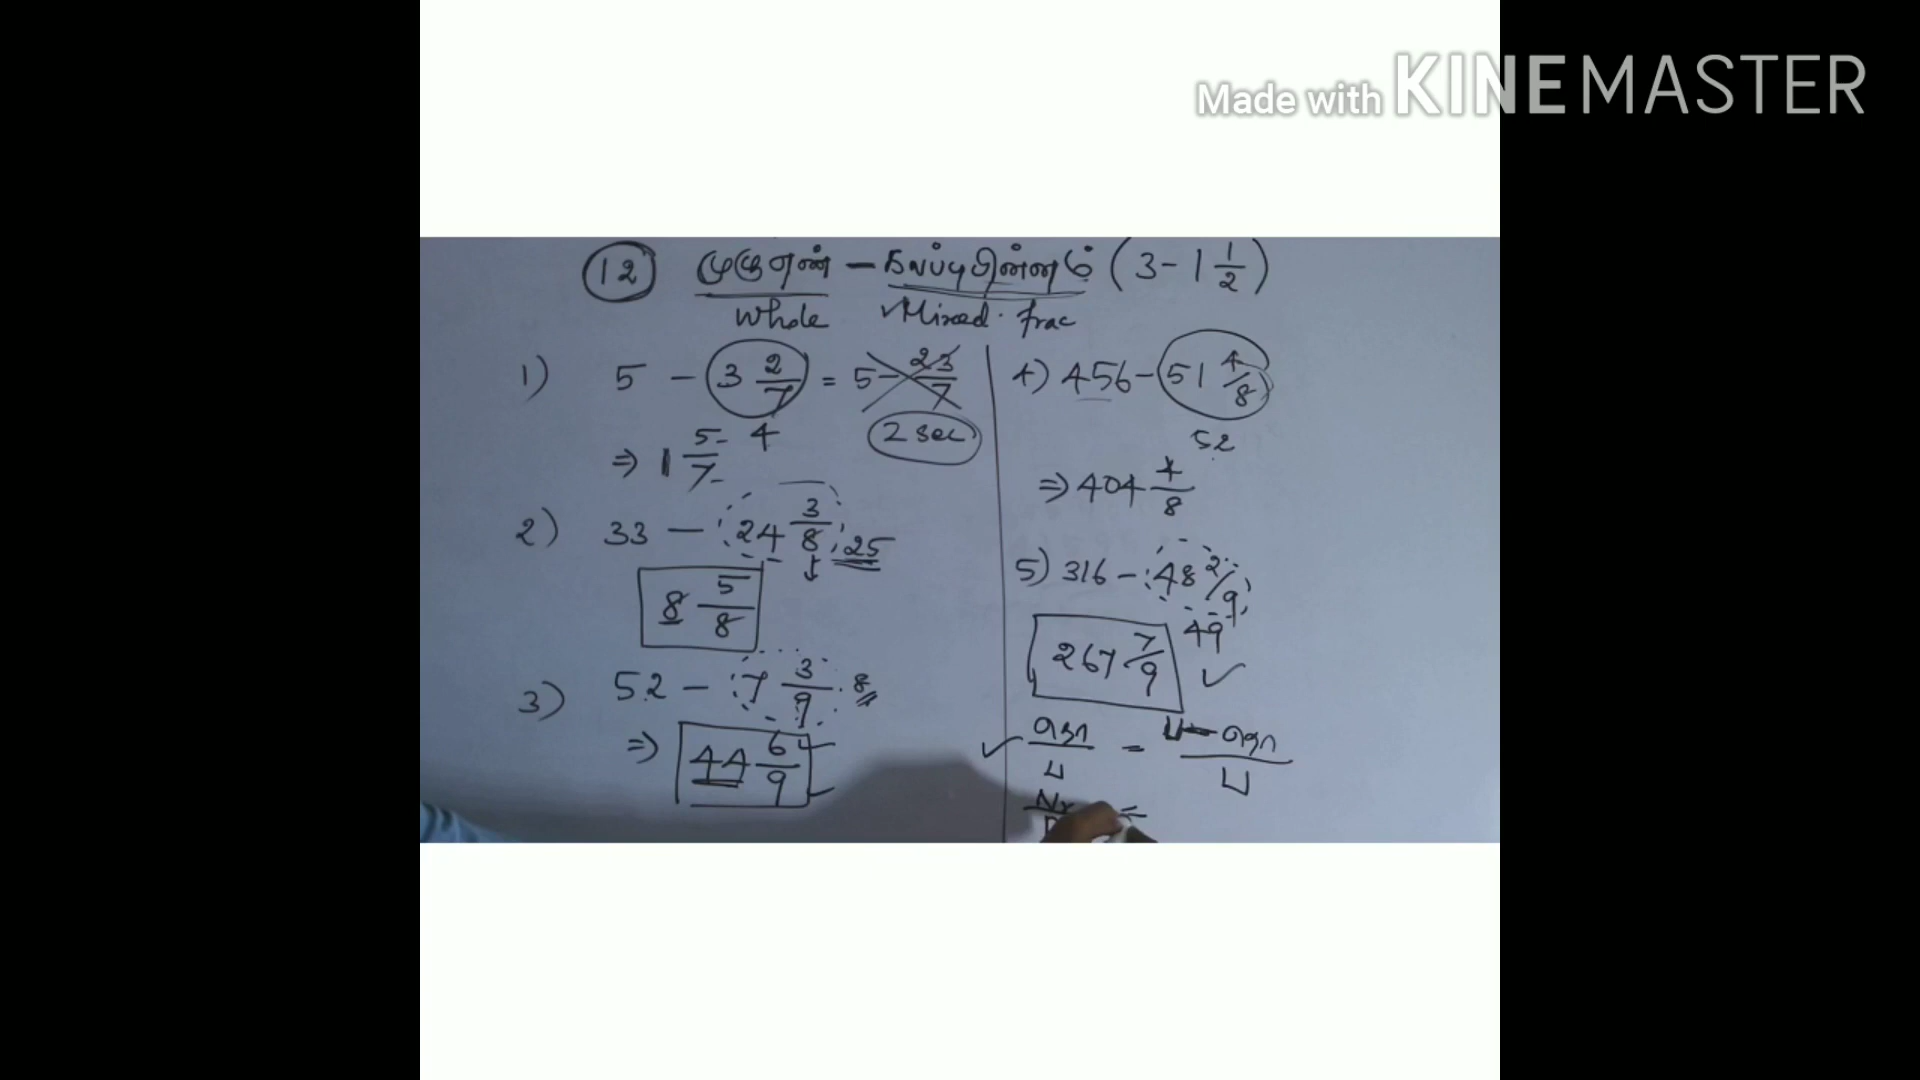 Made with KINEMASTER
12 முழுஎண் - கலப்புபின்னம் ( 3 - 1 1/2 )
Whole Mixed. frac
1) 5 - 3 2/7 = 5 - 23/7
4
2 sec
⇒ 1 5/7
2) 33 - 24 3/8 25
8 5/8
3) 52 - 7 3/9 8
⇒ 44 6/9
4) 456 - 51 4/8
52
⇒ 404 4/8
5) 316 - 48 2/9
49
267 7/9
தொ/ப = ப - தொ/ப
Nr =